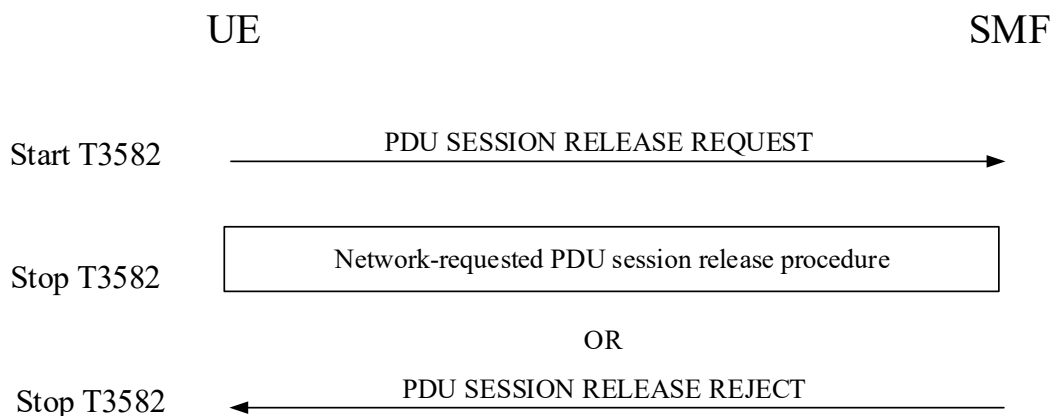 UE SMF
Start T3582 PDU SESSION RELEASE REQUEST
Stop T3582 Network-requested PDU session release procedure
OR
Stop T3582 PDU SESSION RELEASE REJECT